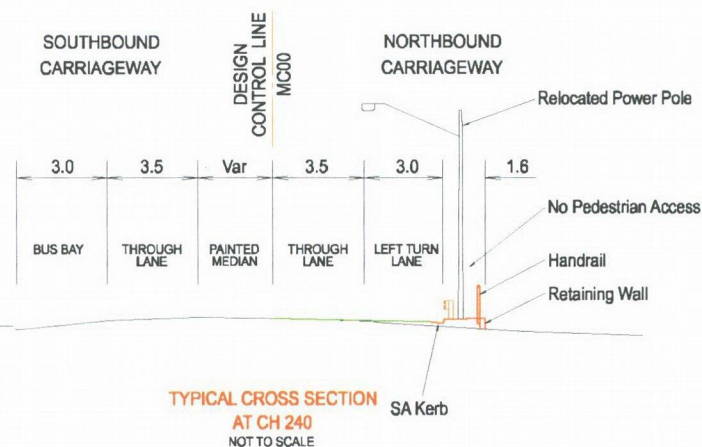 SOUTHBOUND
CARRIAGEWAY
DESIGN
CONTROL LINE
MC00
NORTHBOUND
CARRIAGEWAY
Relocated Power Pole
3.0
3.5
Var
3.5
3.0
1.6
No Pedestrian Access
BUS BAY
THROUGH
LANE
PAINTED
MEDIAN
THROUGH
LANE
LEFT TURN
LANE
Handrail
Retaining Wall
TYPICAL CROSS SECTION
AT CH 240
NOT TO SCALE
SA Kerb